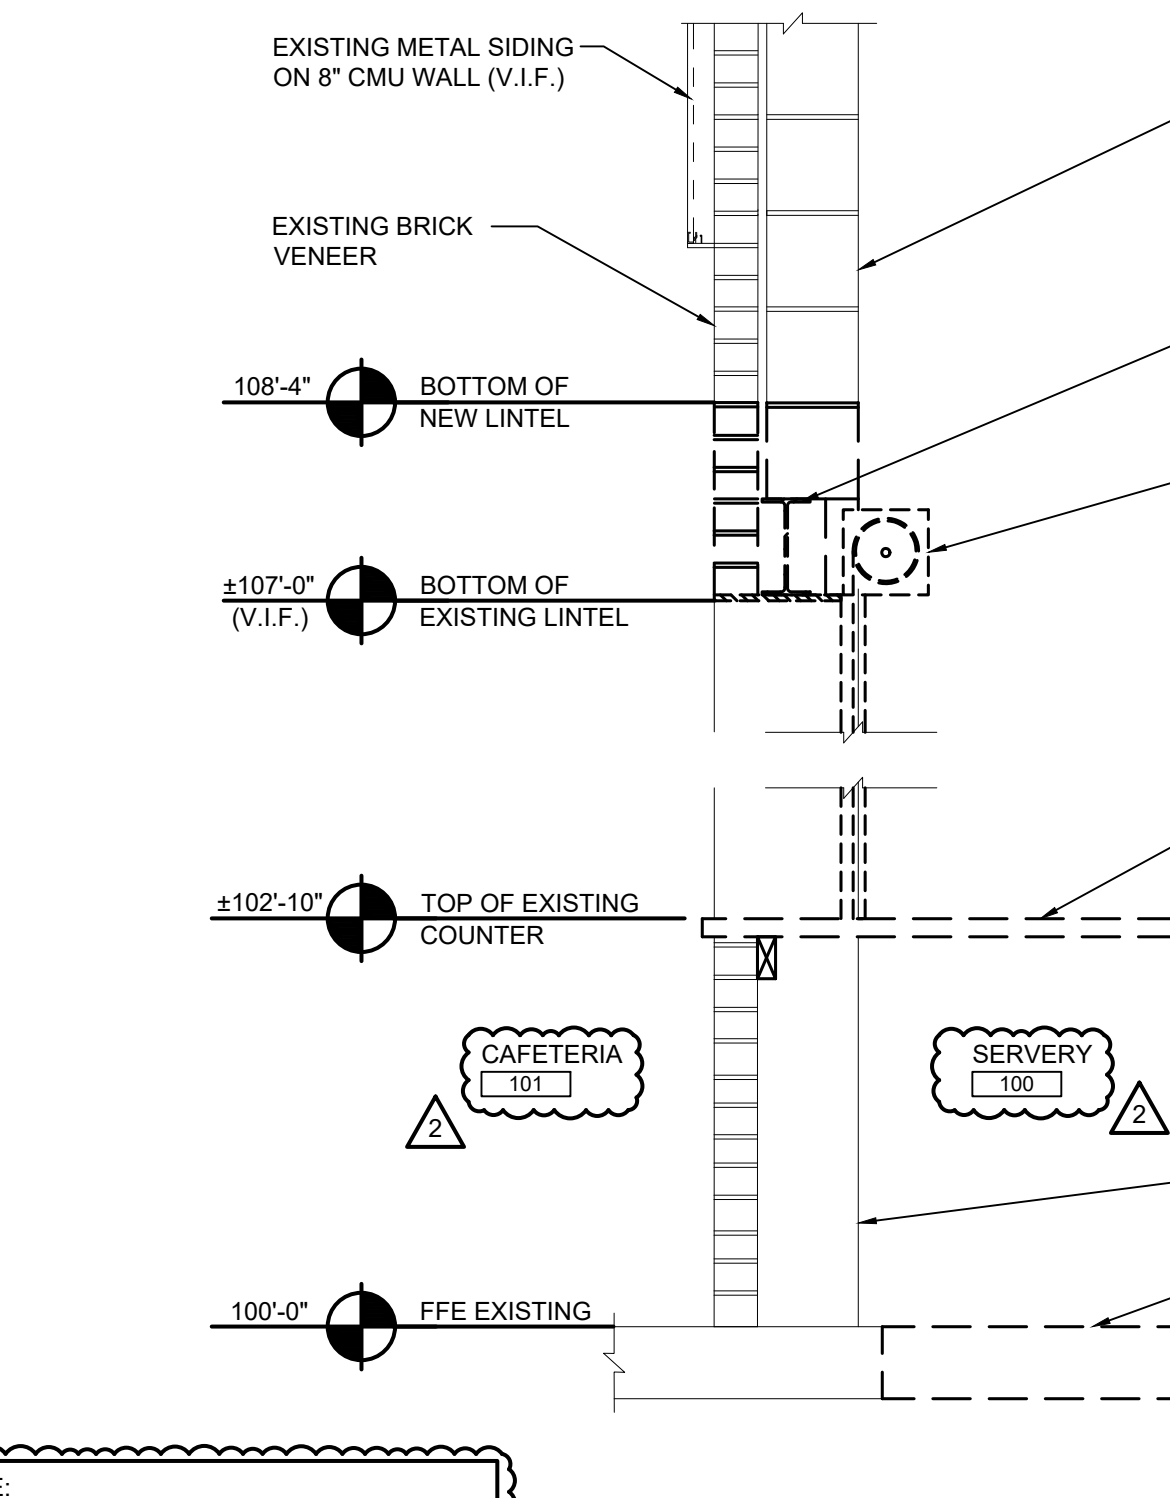 EXISTING METAL SIDING
ON 8" CMU WALL (V.I.F.)
EXISTING BRICK
VENEER
108'-4"
BOTTOM OF
NEW LINTEL
±107'-0"
(V.I.F.)
BOTTOM OF
EXISTING LINTEL
±102'-10"
TOP OF EXISTING
COUNTER
CAFETERIA
101
2
SERVERY
100
2
100'-0"
FFE EXISTING
E: